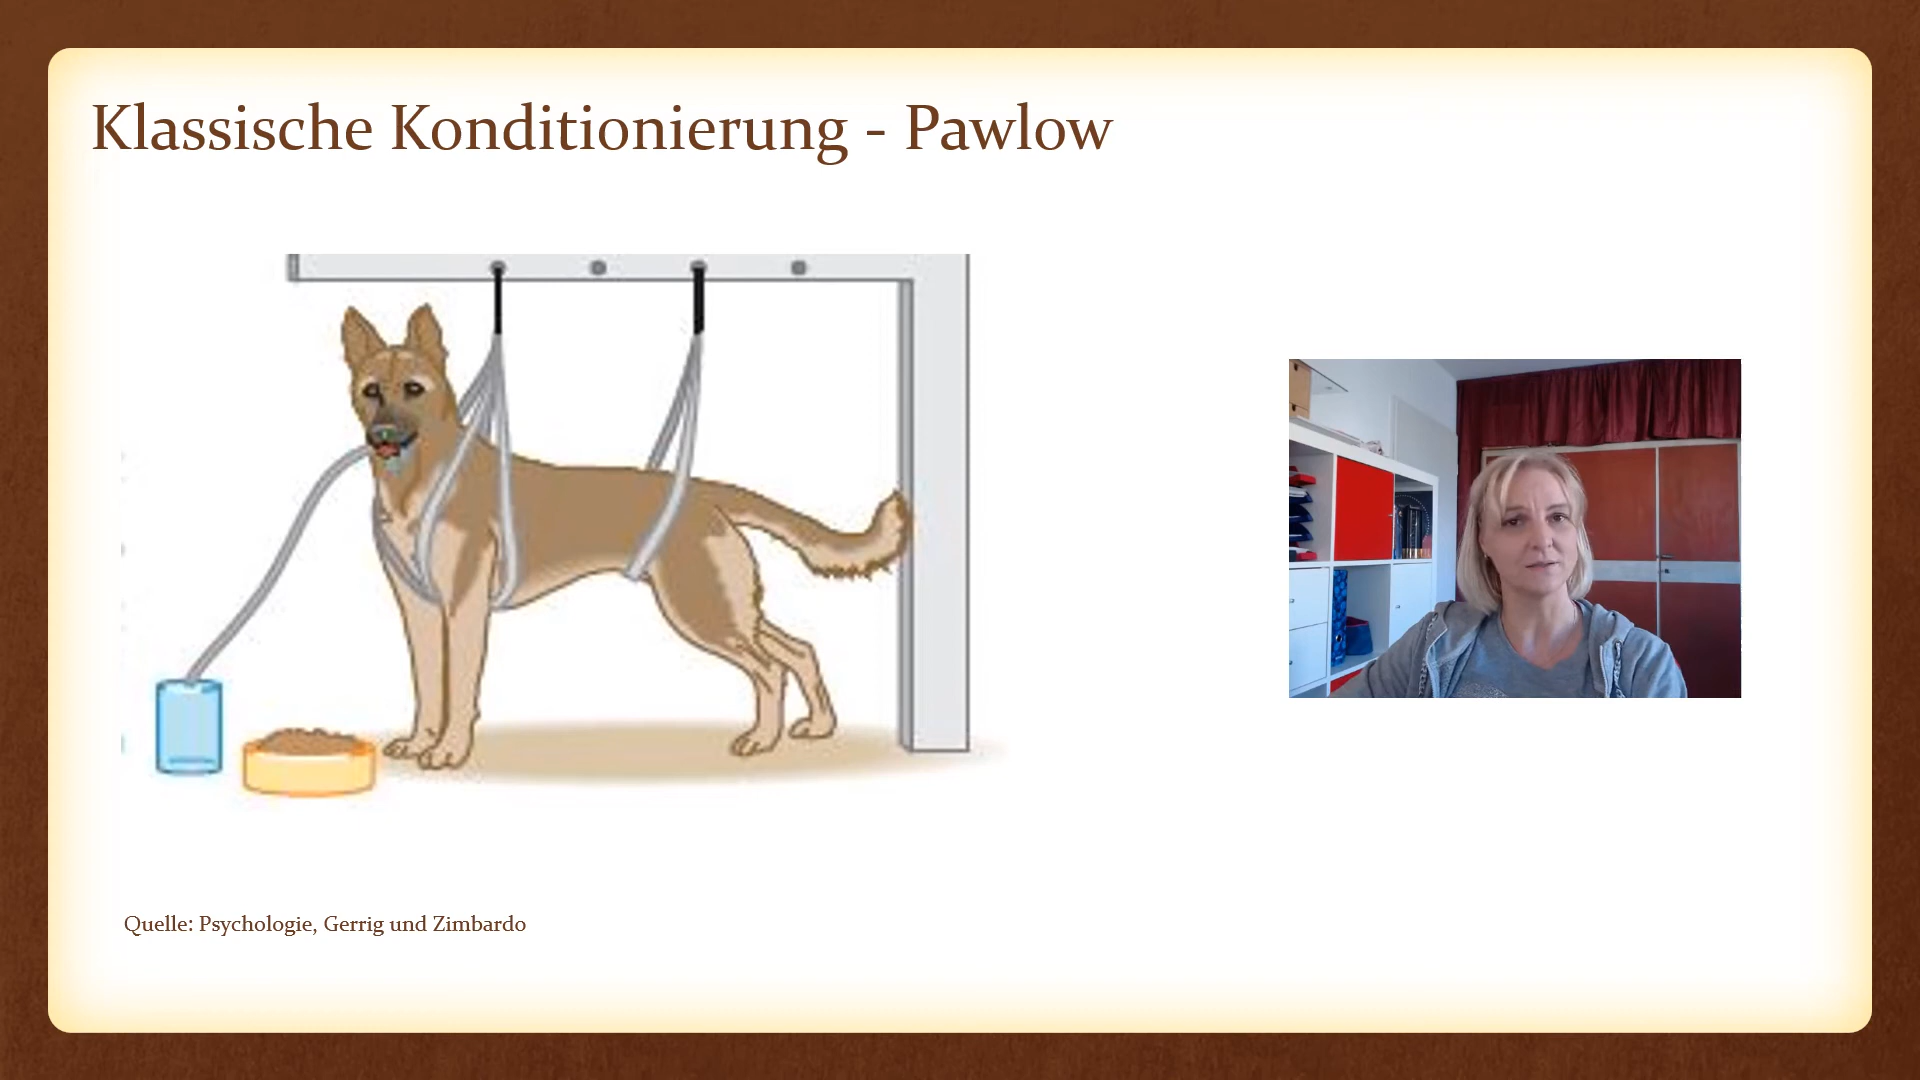 Klassische Konditionierung - Pawlow
Quelle: Psychologie, Gerrig und Zimbardo